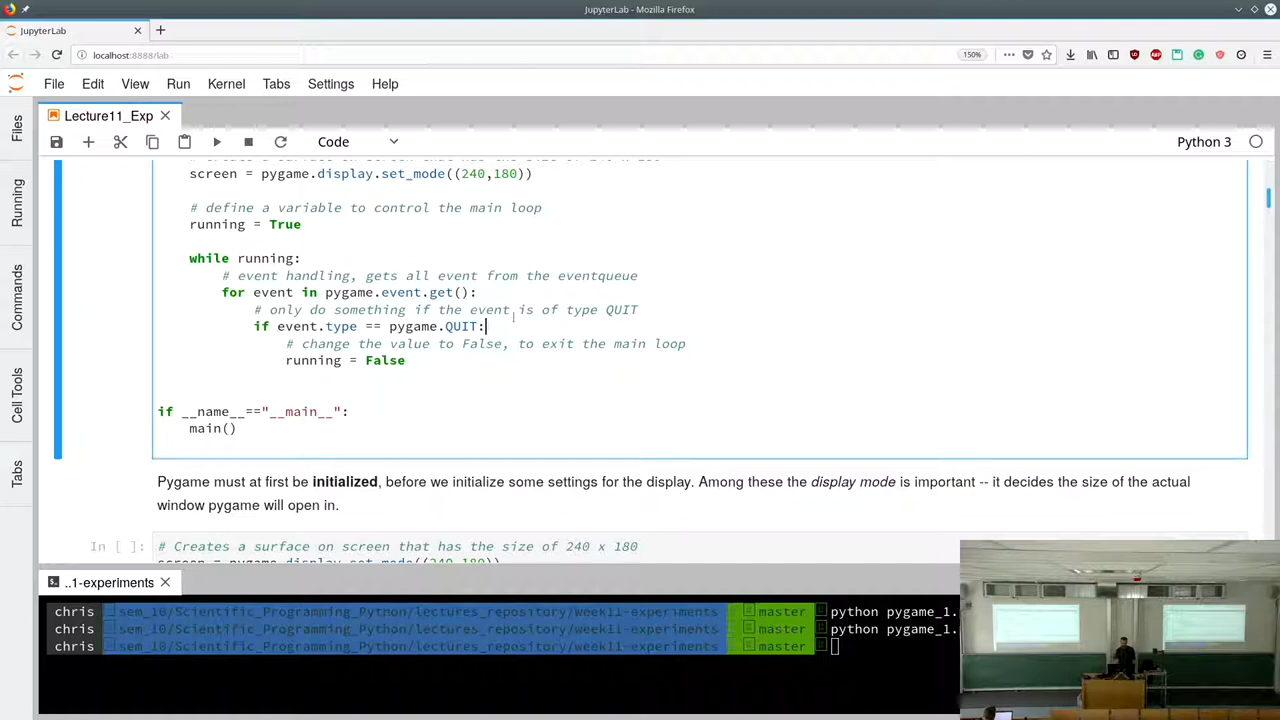 JupyterLab - Mozilla Firefox
JupyterLab
localhost:8888/lab
150%
File Edit View Run Kernel Tabs Settings Help
Lecture11_Exp
Code
Python 3
Files
Running
Commands
Cell Tools
Tabs
screen = pygame.display.set_mode((240,180))
# define a variable to control the main loop
running = True
while running:
# event handling, gets all event from the eventqueue
for event in pygame.event.get():
# only do something if the event is of type QUIT
if event.type == pygame.QUIT:
# change the value to False, to exit the main loop
running = False
if __name__=="__main__":
main()
Pygame must at first be initialized, before we initialize some settings for the display. Among these the display mode is important -- it decides the size of the actual
window pygame will open in.
In [ ]: # Creates a surface on screen that has the size of 240 x 180
screen = pygame.display.set_mode((240,180))
..1-experiments
chris sem_10/Scientific_Programming_Python/lectures_repository/week11-experiments master python pygame_1.
chris sem_10/Scientific_Programming_Python/lectures_repository/week11-experiments master python pygame_1.
chris sem_10/Scientific_Programming_Python/lectures_repository/week11-experiments master